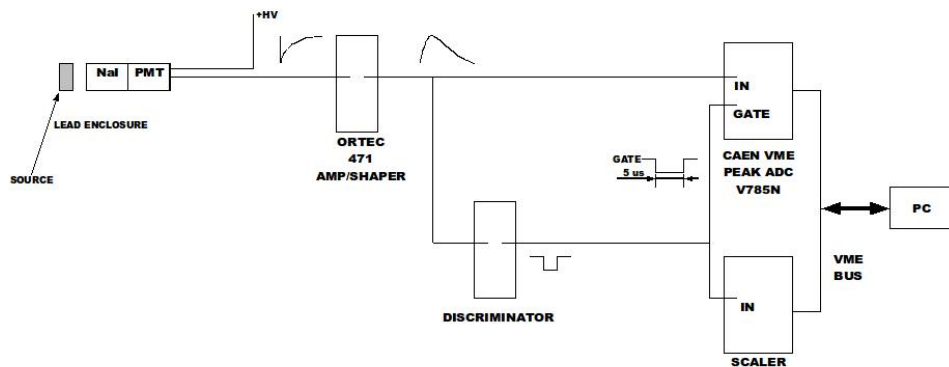 +HV
NaI PMT
LEAD ENCLOSURE
SOURCE
ORTEC
471
AMP/SHAPER
IN
GATE
CAEN VME
PEAK ADC
V785N
GATE
5 us
PC
VME
BUS
DISCRIMINATOR
IN
SCALER